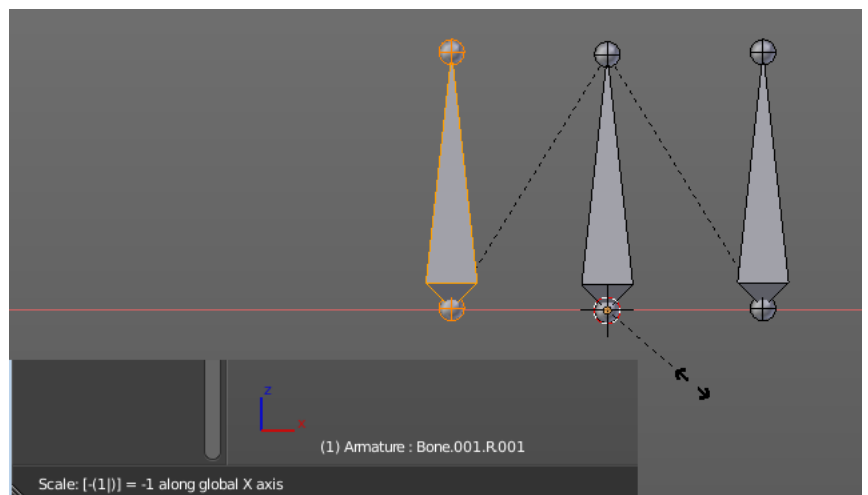 z
x
(1) Armature : Bone.001.R.001
Scale: [-(1|)] = -1 along global X axis